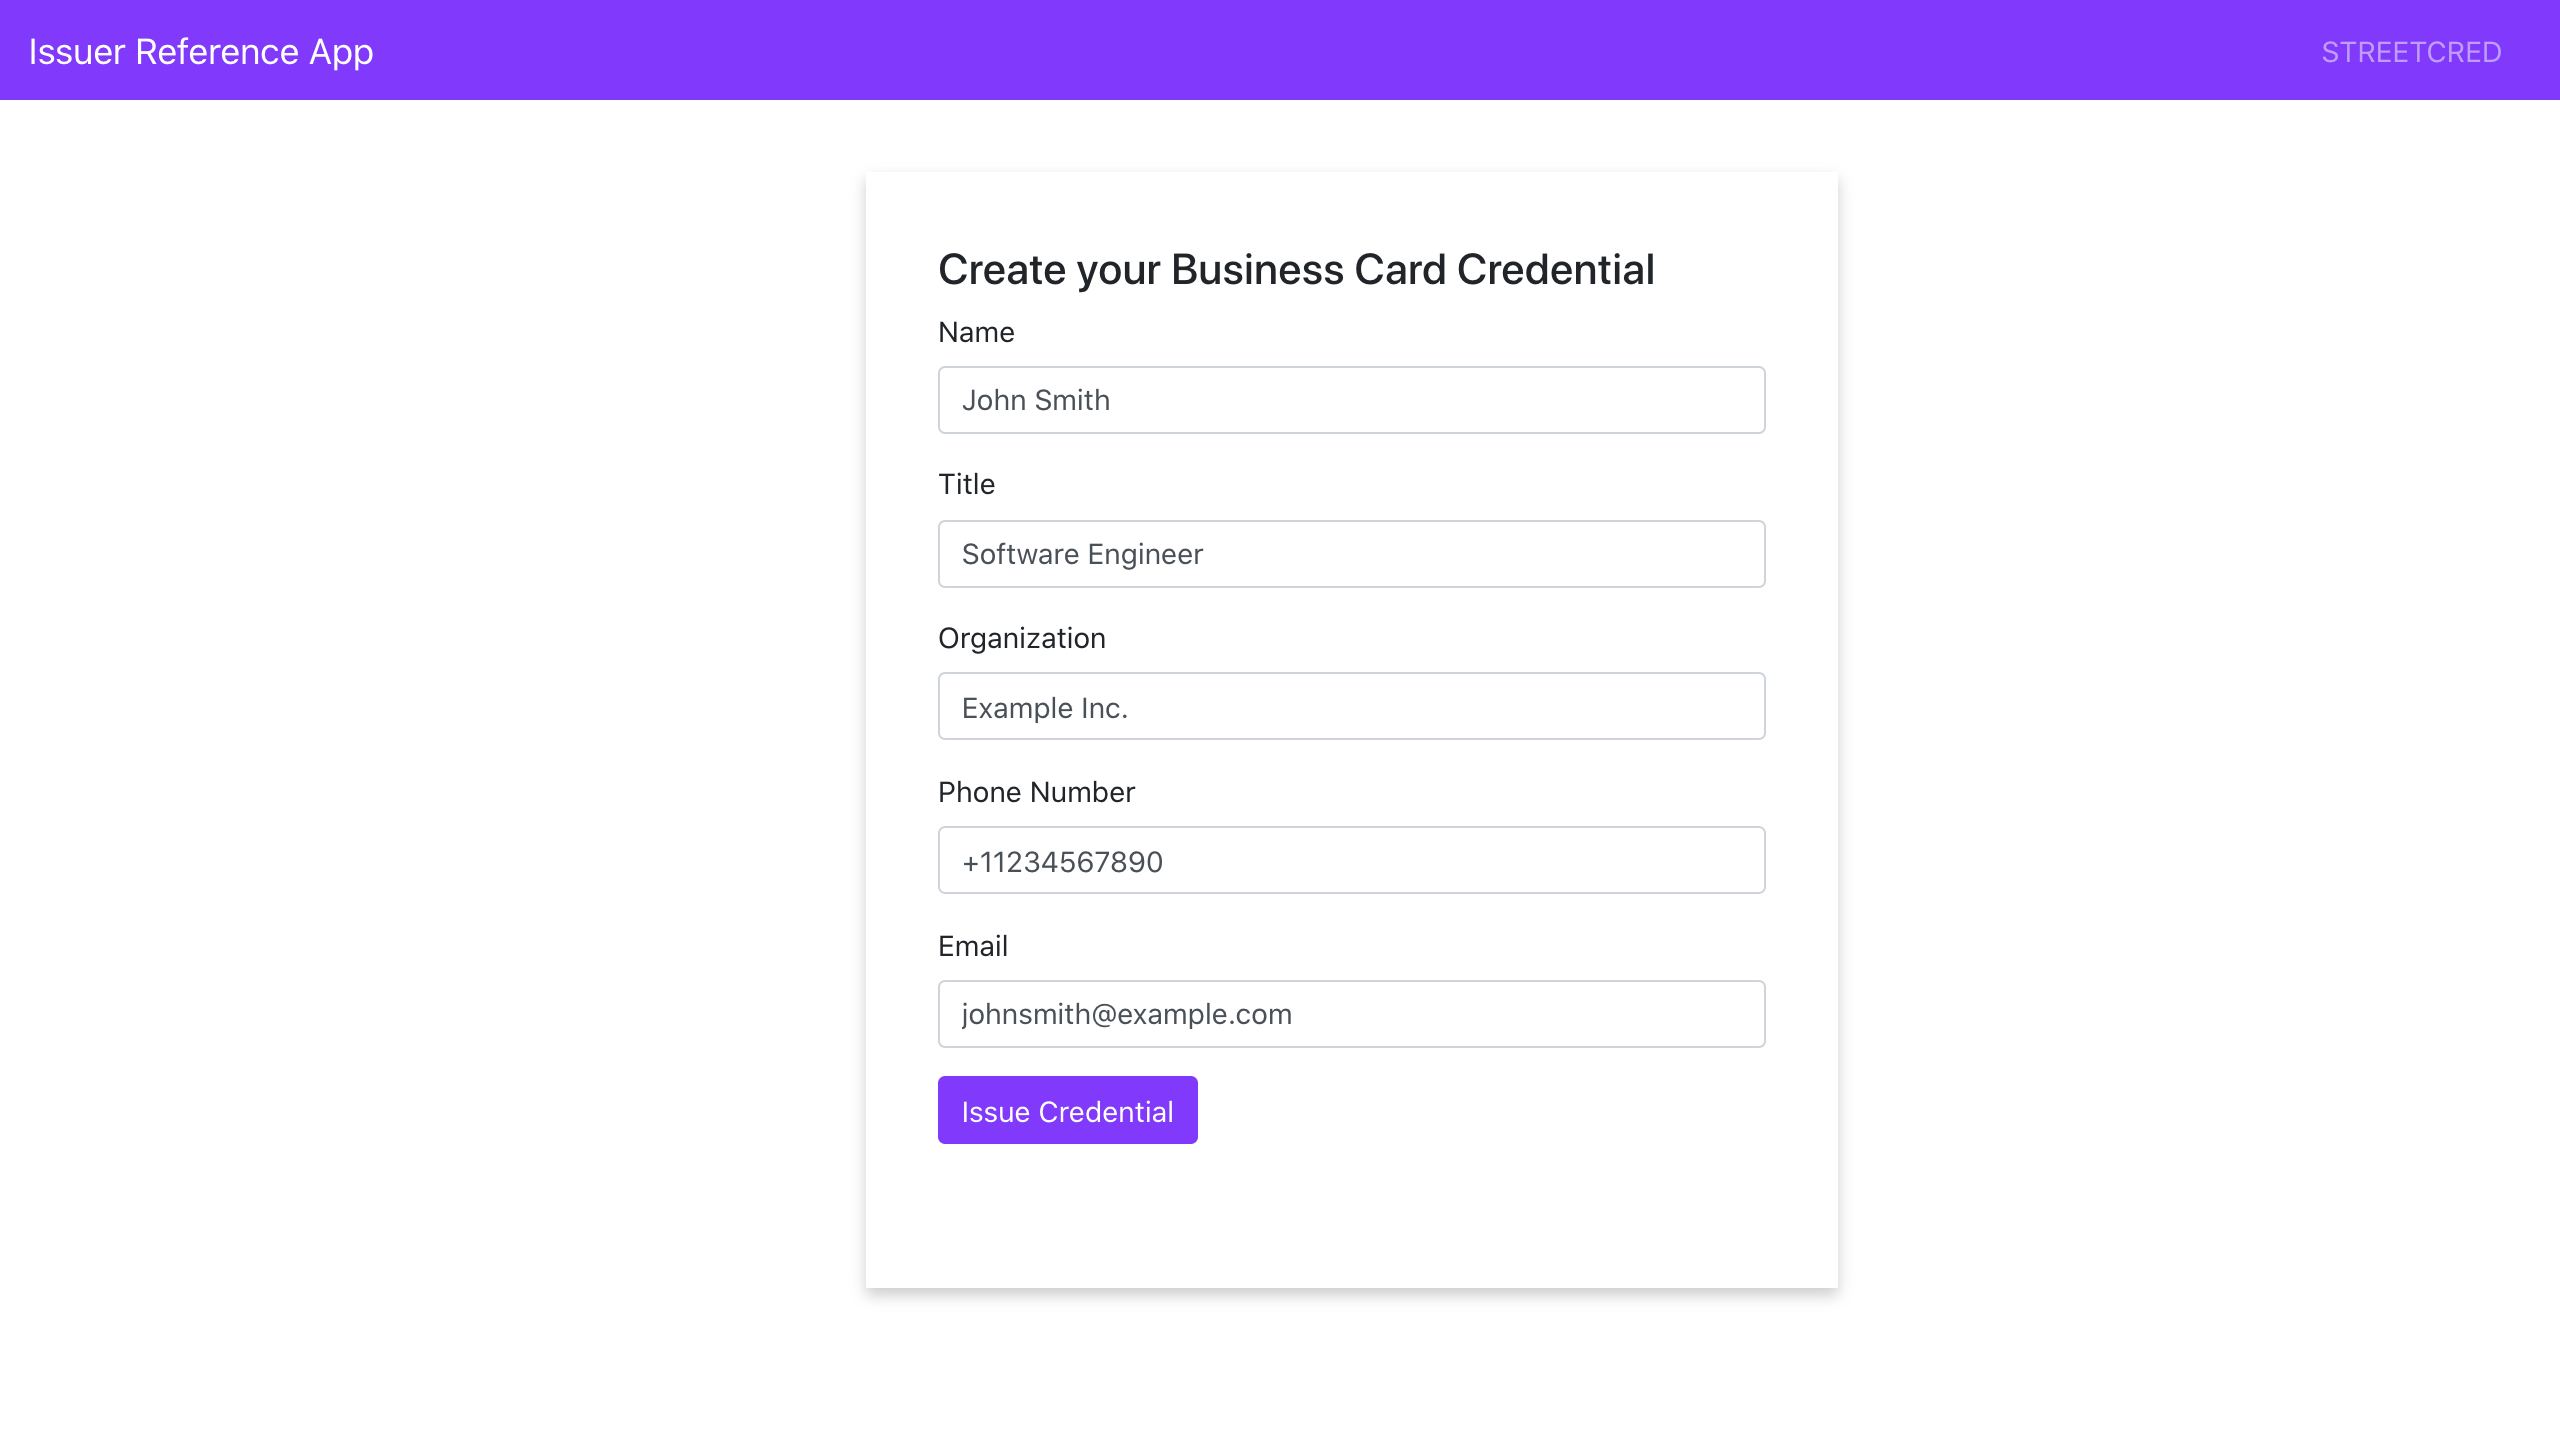 Issuer Reference App
STREETCRED
Create your Business Card Credential
Name
John Smith
Title
Software Engineer
Organization
Example Inc.
Phone Number
+11234567890
Email
johnsmith@example.com
Issue Credential